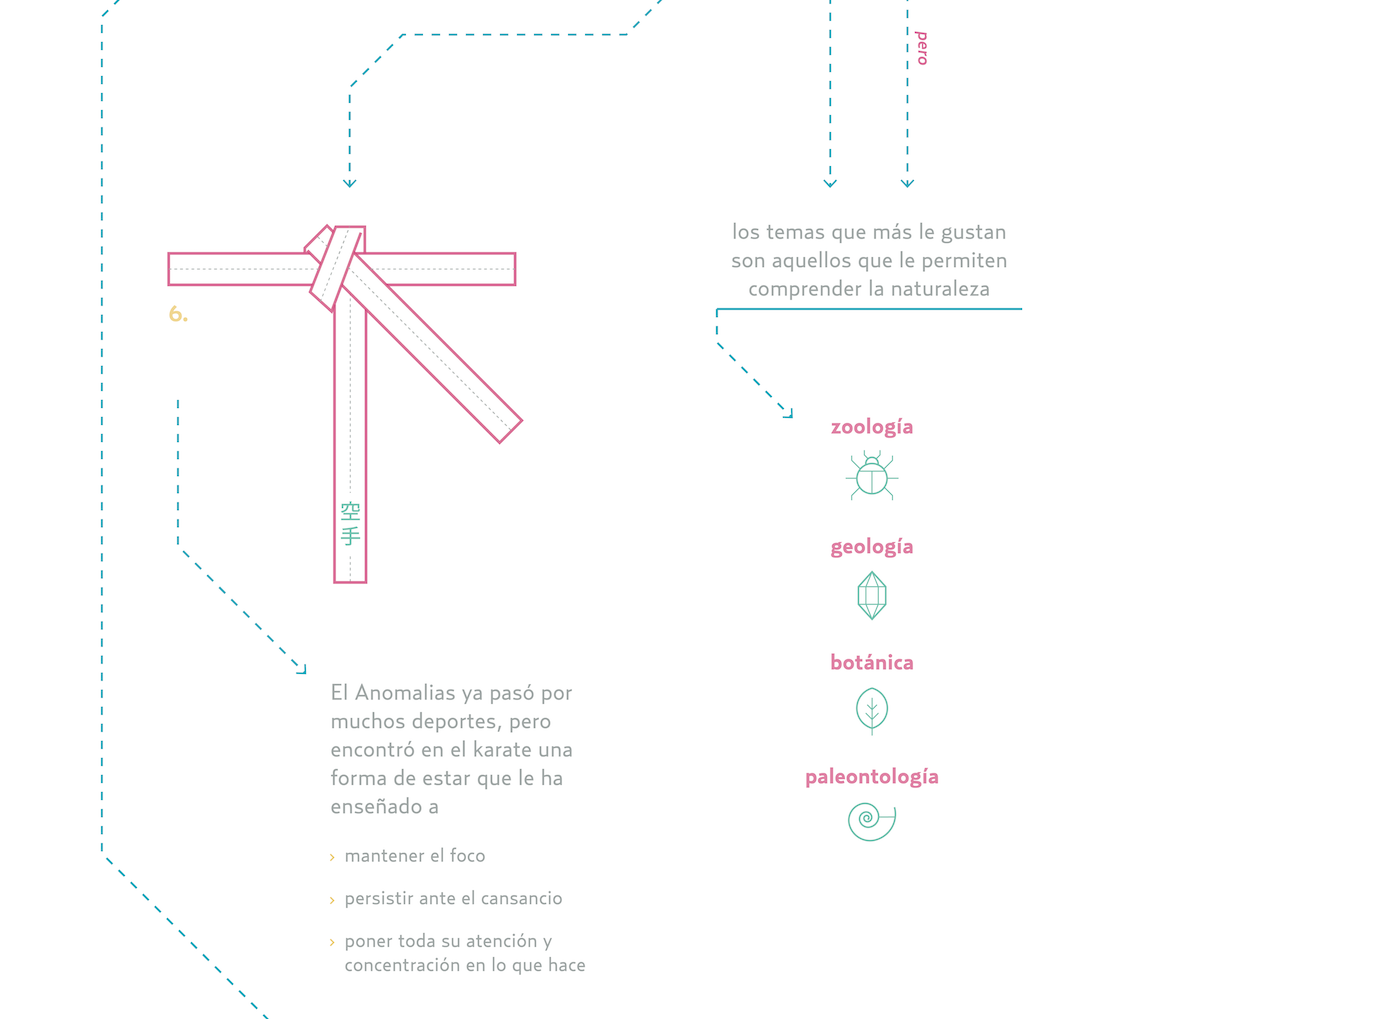 pero
los temas que más le gustan
son aquellos que le permiten
comprender la naturaleza
6.
zoología
空
手
geología
botánica
El Anomalias ya pasó por
muchos deportes, pero
encontró en el karate una
forma de estar que le ha
enseñado a
paleontología
› mantener el foco
› persistir ante el cansancio
› poner toda su atención y
concentración en lo que hace